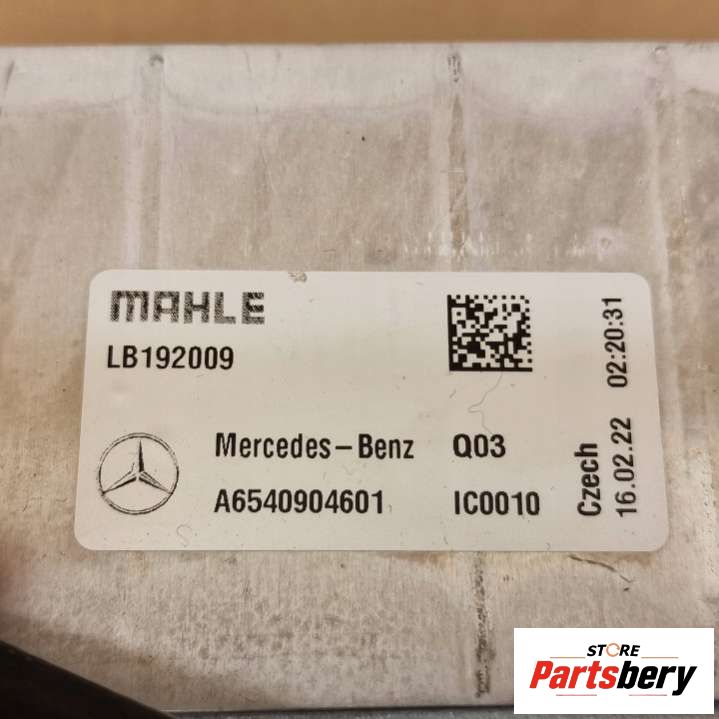 MAHLE
LB192009
Mercedes-Benz Q03
A6540904601 IC0010
Czech
16.02.22 02:20:31
STORE
Partsbery